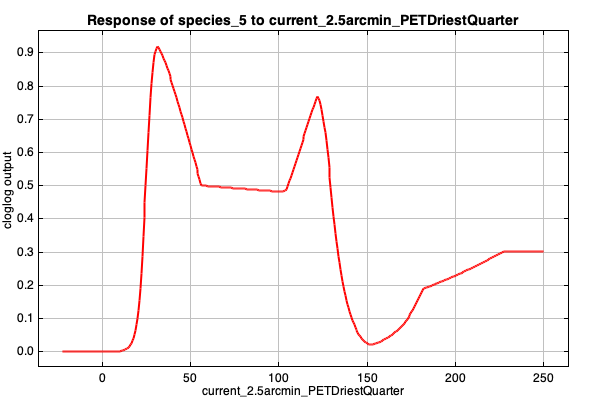 Response of species_5 to current_2.5arcmin_PETDriestQuarter
cloglog output
0.9
0.8
0.7
0.6
0.5
0.4
0.3
0.2
0.1
0.0
0 50 100 150 200 250
current_2.5arcmin_PETDriestQuarter